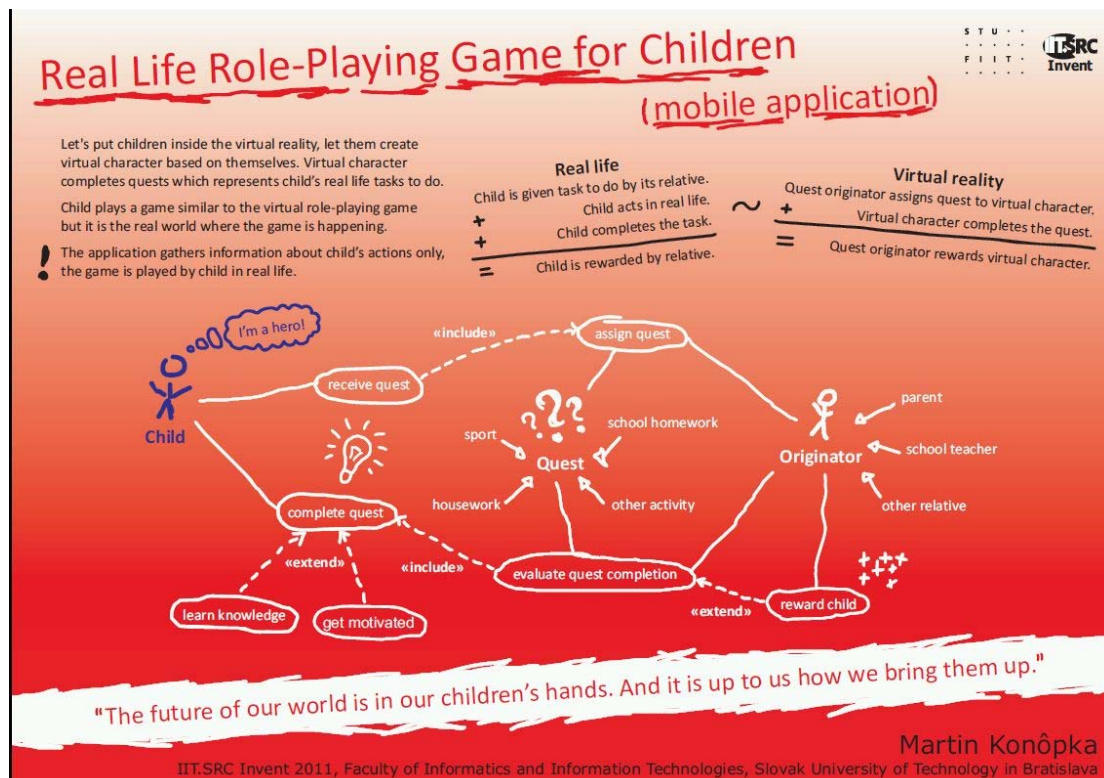 Real Life Role-Playing Game for Children
(mobile application)
S T U
F I I T
IIT.SRC
Invent
Let's put children inside the virtual reality, let them create
virtual character based on themselves. Virtual character
completes quests which represents child's real life tasks to do.
Child plays a game similar to the virtual role-playing game
but it is the real world where the game is happening.
! The application gathers information about child's actions only,
the game is played by child in real life.
Real life
Child is given task to do by its relative.
+ Child acts in real life.
+ Child completes the task.
= Child is rewarded by relative.
~
Virtual reality
Quest originator assigns quest to virtual character.
+ Virtual character completes the quest.
= Quest originator rewards virtual character.
I'm a hero!
Child
receive quest
«include»
assign quest
???
Quest
sport
school homework
housework
other activity
Originator
parent
school teacher
other relative
complete quest
«extend»
learn knowledge
get motivated
«include»
evaluate quest completion
«extend»
reward child
"The future of our world is in our children's hands. And it is up to us how we bring them up."
Martin Konôpka
IIT.SRC Invent 2011, Faculty of Informatics and Information Technologies, Slovak University of Technology in Bratislava